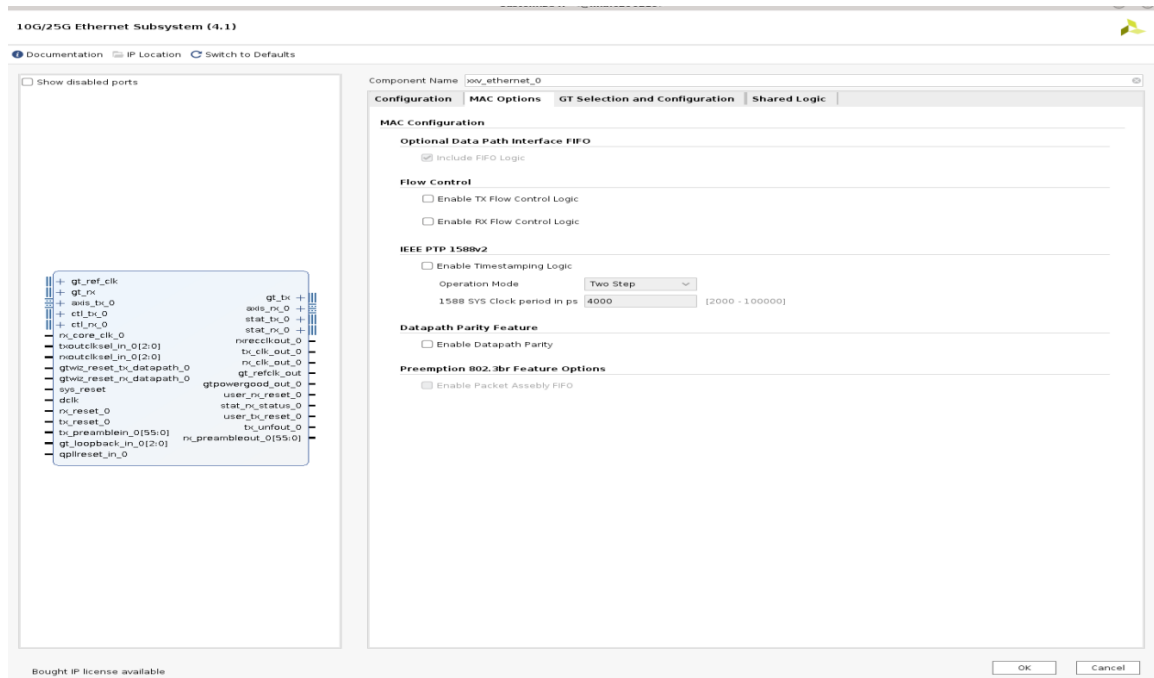 10G/25G Ethernet Subsystem (4.1)
Documentation IP Location Switch to Defaults
Show disabled ports
gt_ref_clk
gt_rx
axis_tx_0
ctl_tx_0
ctl_rx_0
rx_core_clk_0
txoutclksel_in_0[2:0]
rxoutclksel_in_0[2:0]
gtwiz_reset_tx_datapath_0
gtwiz_reset_rx_datapath_0
sys_reset
dclk
rx_reset_0
tx_reset_0
tx_preamblein_0[55:0]
gt_loopback_in_0[2:0]
qpllreset_in_0
gt_tx
axis_rx_0
stat_tx_0
stat_rx_0
rxrecclkout_0
tx_clk_out_0
rx_clk_out_0
gt_refclk_out
gtpowergood_out_0
user_rx_reset_0
stat_rx_status_0
user_tx_reset_0
tx_unfout_0
rx_preambleout_0[55:0]
Component Name xxv_ethernet_0
Configuration MAC Options GT Selection and Configuration Shared Logic
MAC Configuration
Optional Data Path Interface FIFO
Include FIFO Logic
Flow Control
Enable TX Flow Control Logic
Enable RX Flow Control Logic
IEEE PTP 1588v2
Enable Timestamping Logic
Operation Mode Two Step
1588 SYS Clock period in ps 4000 [2000 - 100000]
Datapath Parity Feature
Enable Datapath Parity
Preemption 802.3br Feature Options
Enable Packet Assebly FIFO
Bought IP license available
OK Cancel